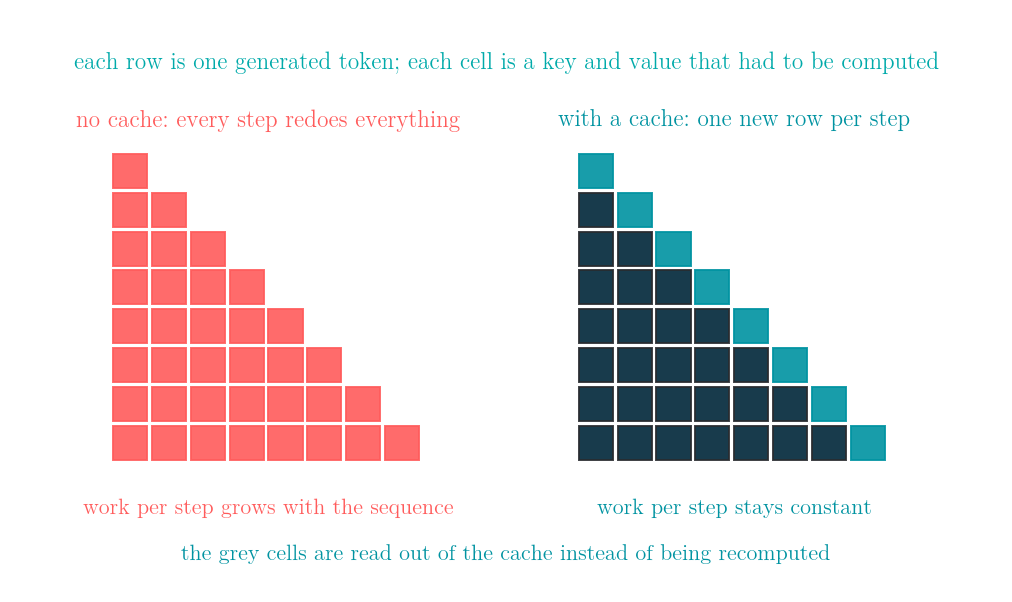 each row is one generated token; each cell is a key and value that had to be computed
no cache: every step redoes everything
with a cache: one new row per step
work per step grows with the sequence
work per step stays constant
the grey cells are read out of the cache instead of being recomputed